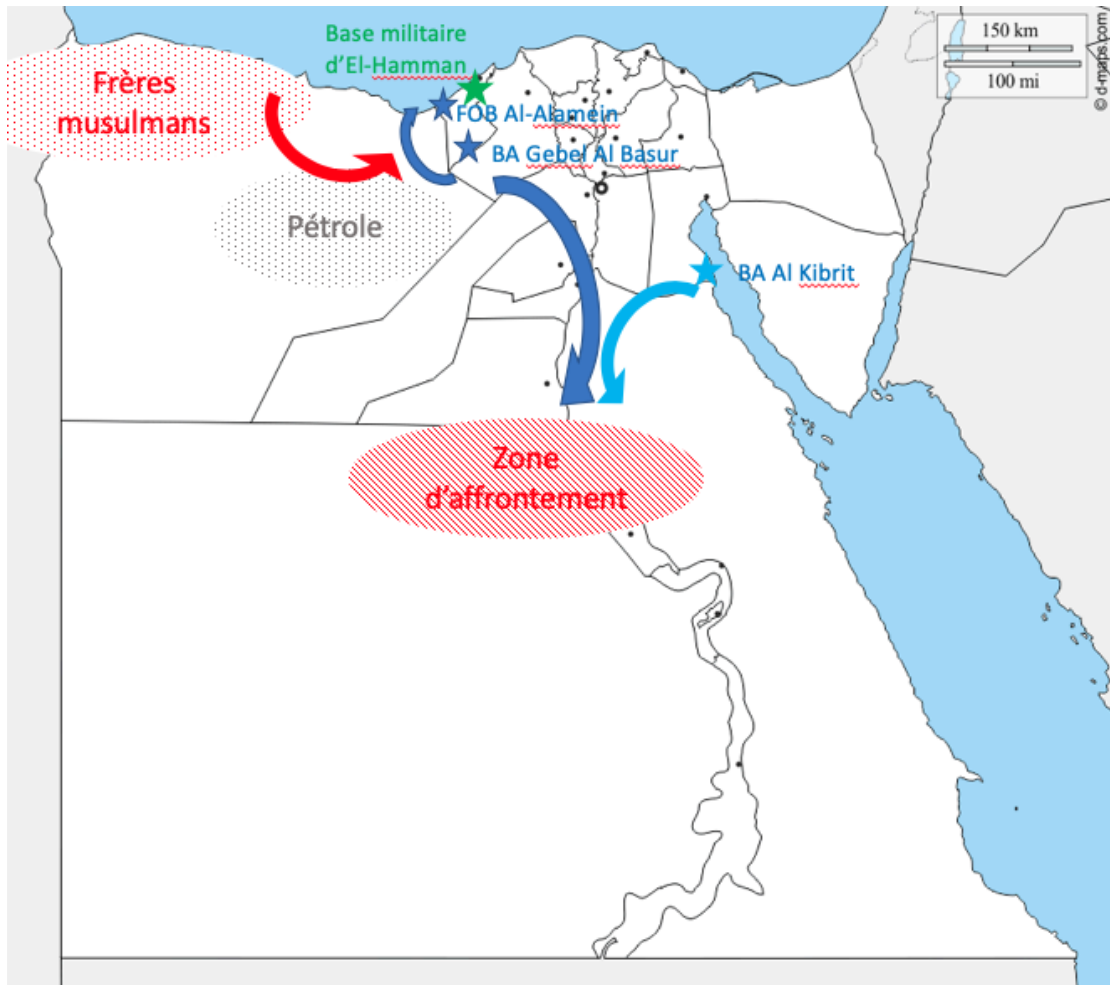 Base militaire
d'El-Hamman
150 km
100 mi
© d-maps.com
Frères
musulmans
FOB Al-Alamein
BA Gebel Al Basur
Pétrole
BA Al Kibrit
Zone
d'affrontement